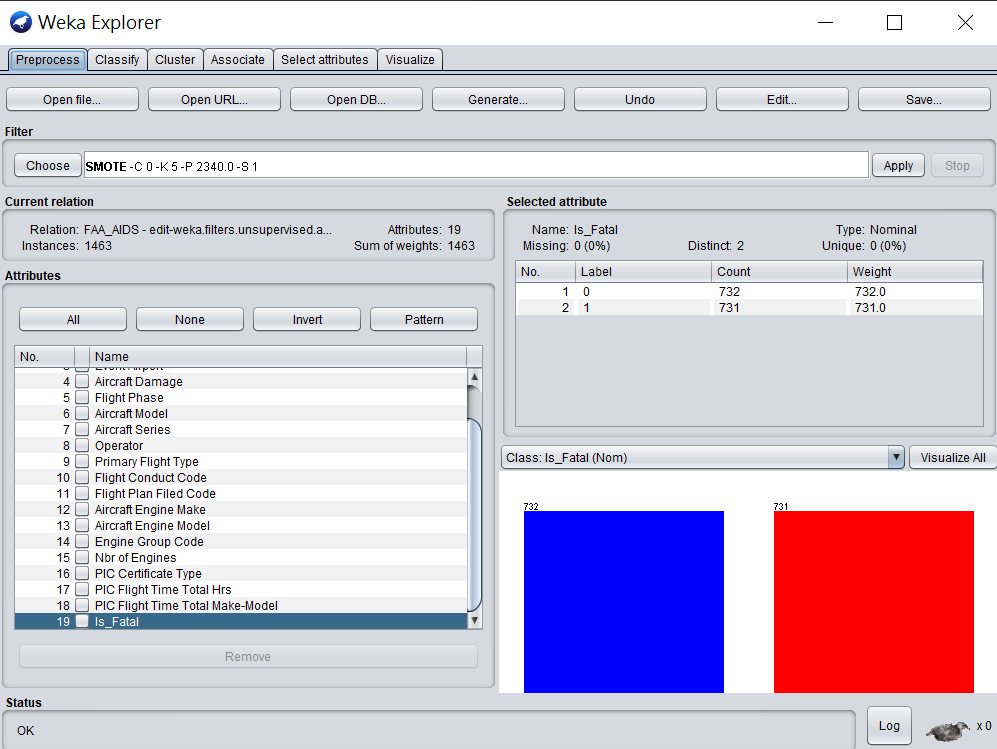 Weka Explorer
Preprocess Classify Cluster Associate Select attributes Visualize
Open file... Open URL... Open DB... Generate... Undo Edit... Save...
Filter
Choose SMOTE -C 0 -K 5 -P 2340.0 -S 1 Apply Stop
Current relation
Relation: FAA_AIDS - edit-weka.filters.unsupervised.a... Attributes: 19
Instances: 1463 Sum of weights: 1463
Attributes
All None Invert Pattern
No. Name
3 Event Airport
4 Aircraft Damage
5 Flight Phase
6 Aircraft Model
7 Aircraft Series
8 Operator
9 Primary Flight Type
10 Flight Conduct Code
11 Flight Plan Filed Code
12 Aircraft Engine Make
13 Aircraft Engine Model
14 Engine Group Code
15 Nbr of Engines
16 PIC Certificate Type
17 PIC Flight Time Total Hrs
18 PIC Flight Time Total Make-Model
19 Is_Fatal
Remove
Selected attribute
Name: Is_Fatal Type: Nominal
Missing: 0 (0%) Distinct: 2 Unique: 0 (0%)
No. Label Count Weight
1 0 732 732.0
2 1 731 731.0
Class: Is_Fatal (Nom) Visualize All
732 731
Status
OK Log x 0